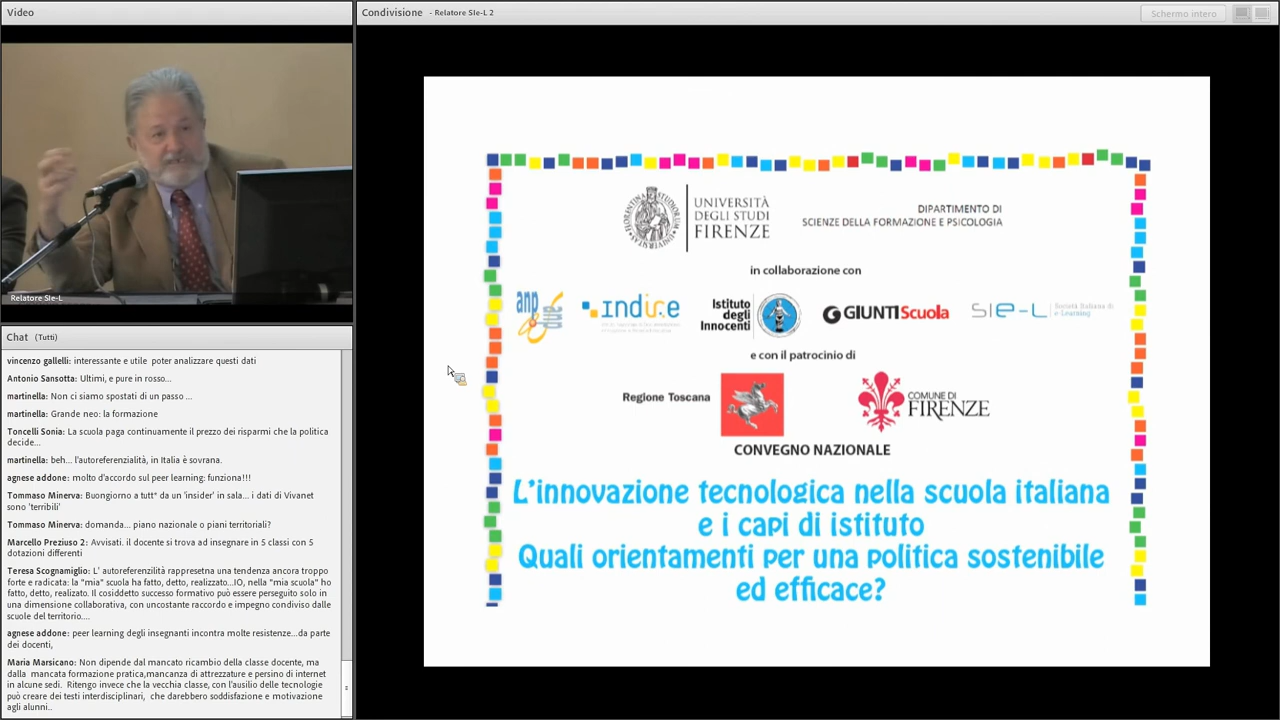 Video
Relatore SIe-L
Chat (Tutti)
vincenzo gallelli: interessante e utile poter analizzare questi dati
Antonio Sansotta: Ultimi, e pure in rosso...
martinella: Non ci siamo spostati di un passo ...
martinella: Grande neo: la formazione
Toncelli Sonia: La scuola paga continuamente il prezzo dei risparmi che la politica
decide...
martinella: beh... l'autoreferenzialità, in Italia è sovrana.
agnese addone: molto d'accordo sul peer learning: funziona!!!
Tommaso Minerva: Buongiorno a tutt* da un 'insider' in sala... i dati di Vivanet
sono 'terribili'
Tommaso Minerva: domanda... piano nazionale o piani territoriali?
Marcello Preziuso 2: Avvisati. il docente si trova ad insegnare in 5 classi con 5
dotazioni differenti
Teresa Scognamiglio: L' autoreferenzilità rappresetna una tendenza ancora troppo
forte e radicata: la "mia" scuola ha fatto, detto, realizzato...IO, nella "mia scuola" ho
fatto, detto, realizato. Il cosiddetto successo formativo può essere perseguito solo in
una dimensione collaborativa, con uncostante raccordo e impegno condiviso dalle
scuole del territorio....
agnese addone: peer learning degli insegnanti incontra molte resistenze...da parte
dei docenti,
Maria Marsicano: Non dipende dal mancato ricambio della classe docente, ma
dalla mancata formazione pratica,mancanza di attrezzature e persino di internet
in alcune sedi. Ritengo invece che la vecchia classe, con l'ausilio delle tecnologie
può creare dei testi interdisciplinari, che darebbero soddisfazione e motivazione
agli alunni..
Condivisione - Relatore SIe-L 2
Schermo intero
UNIVERSITÀ
DEGLI STUDI
FIRENZE
DIPARTIMENTO DI
SCIENZE DELLA FORMAZIONE E PSICOLOGIA
in collaborazione con
anp
indire
Istituto
degli
Innocenti
GIUNTI Scuola
SIe-L
Società Italiana di
e-Learning
e con il patrocinio di
Regione Toscana
COMUNE DI
FIRENZE
CONVEGNO NAZIONALE
L'innovazione tecnologica nella scuola italiana
e i capi di istituto
Quali orientamenti per una politica sostenibile
ed efficace?